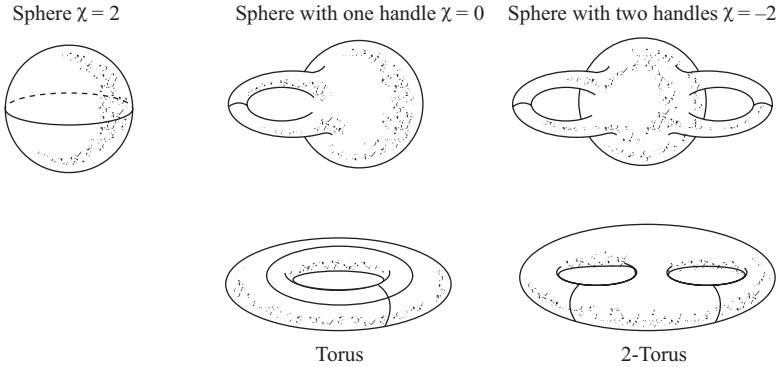 Sphere χ = 2
Sphere with one handle χ = 0
Sphere with two handles χ = –2
Torus
2-Torus